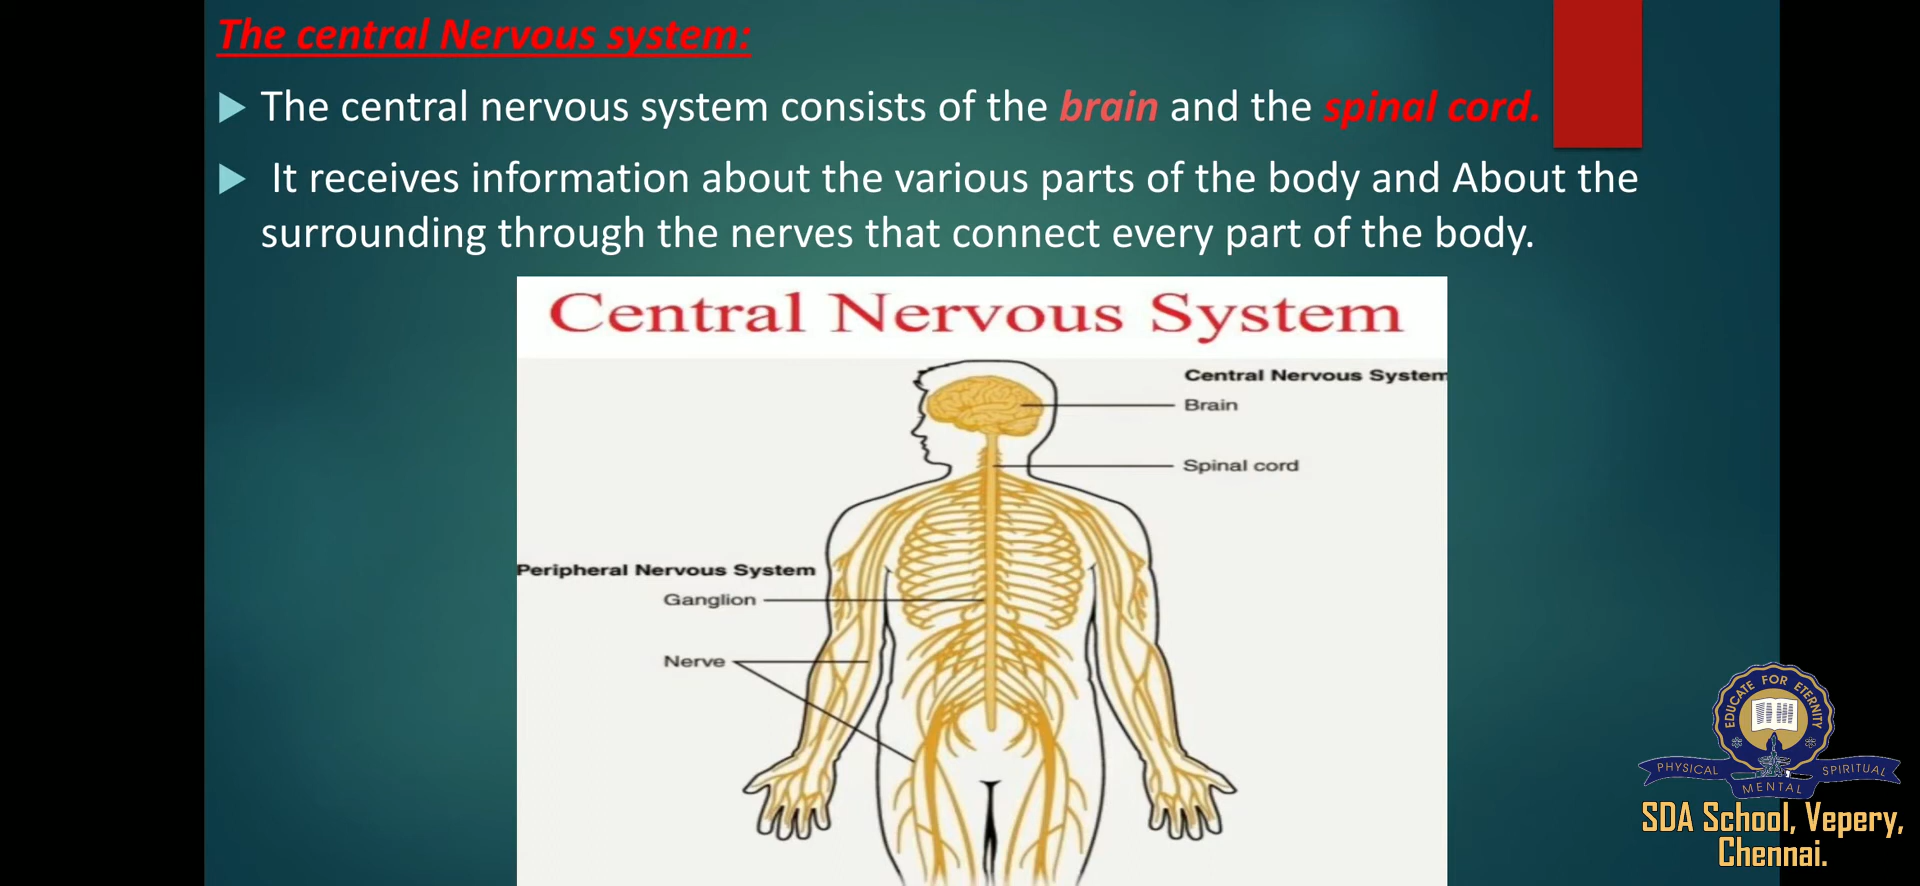 The central Nervous system:
The central nervous system consists of the brain and the spinal cord.
It receives information about the various parts of the body and About the
surrounding through the nerves that connect every part of the body.
Central Nervous System
Central Nervous System
Brain
Spinal cord
Peripheral Nervous System
Ganglion
Nerve
EDUCATE FOR ETERNITY
PHYSICAL
MENTAL
SPIRITUAL
SDA School, Vepery,
Chennai.